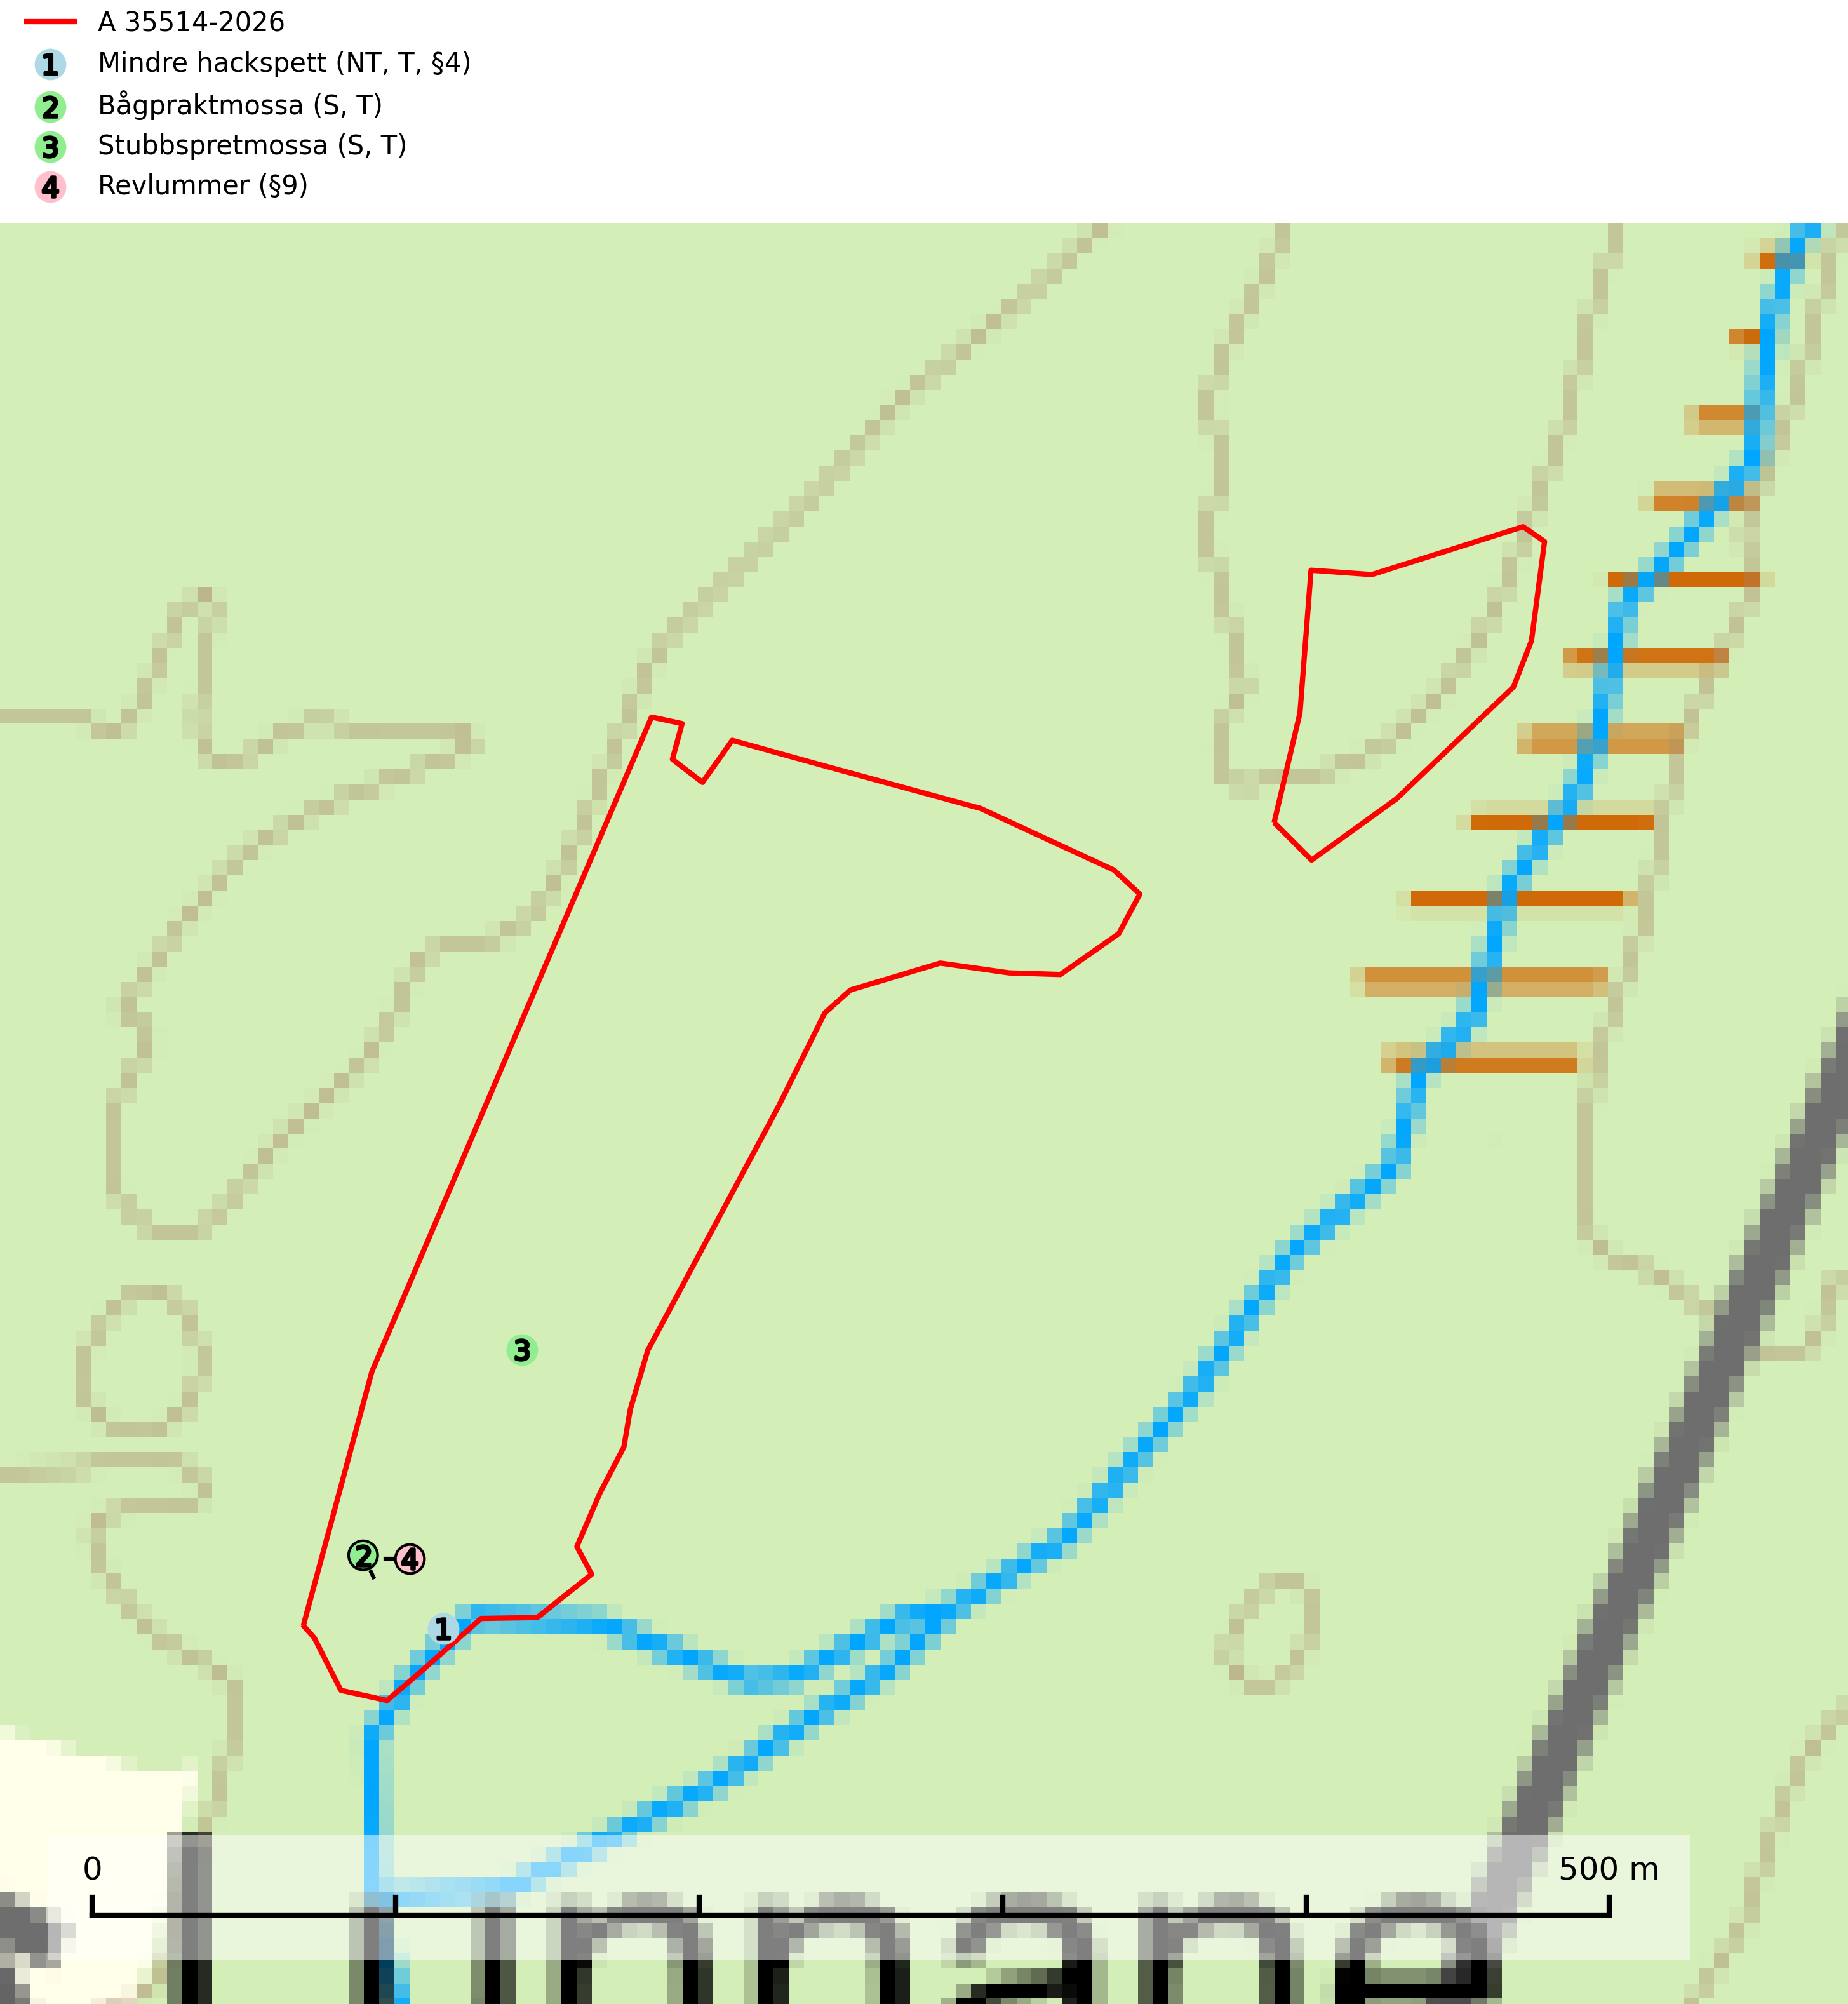 A 35514-2026
1 Mindre hackspett (NT, T, §4)
2 Bågpraktmossa (S, T)
3 Stubbspretmossa (S, T)
4 Revlummer (§9)
3
2 - 4
1
0 500 m